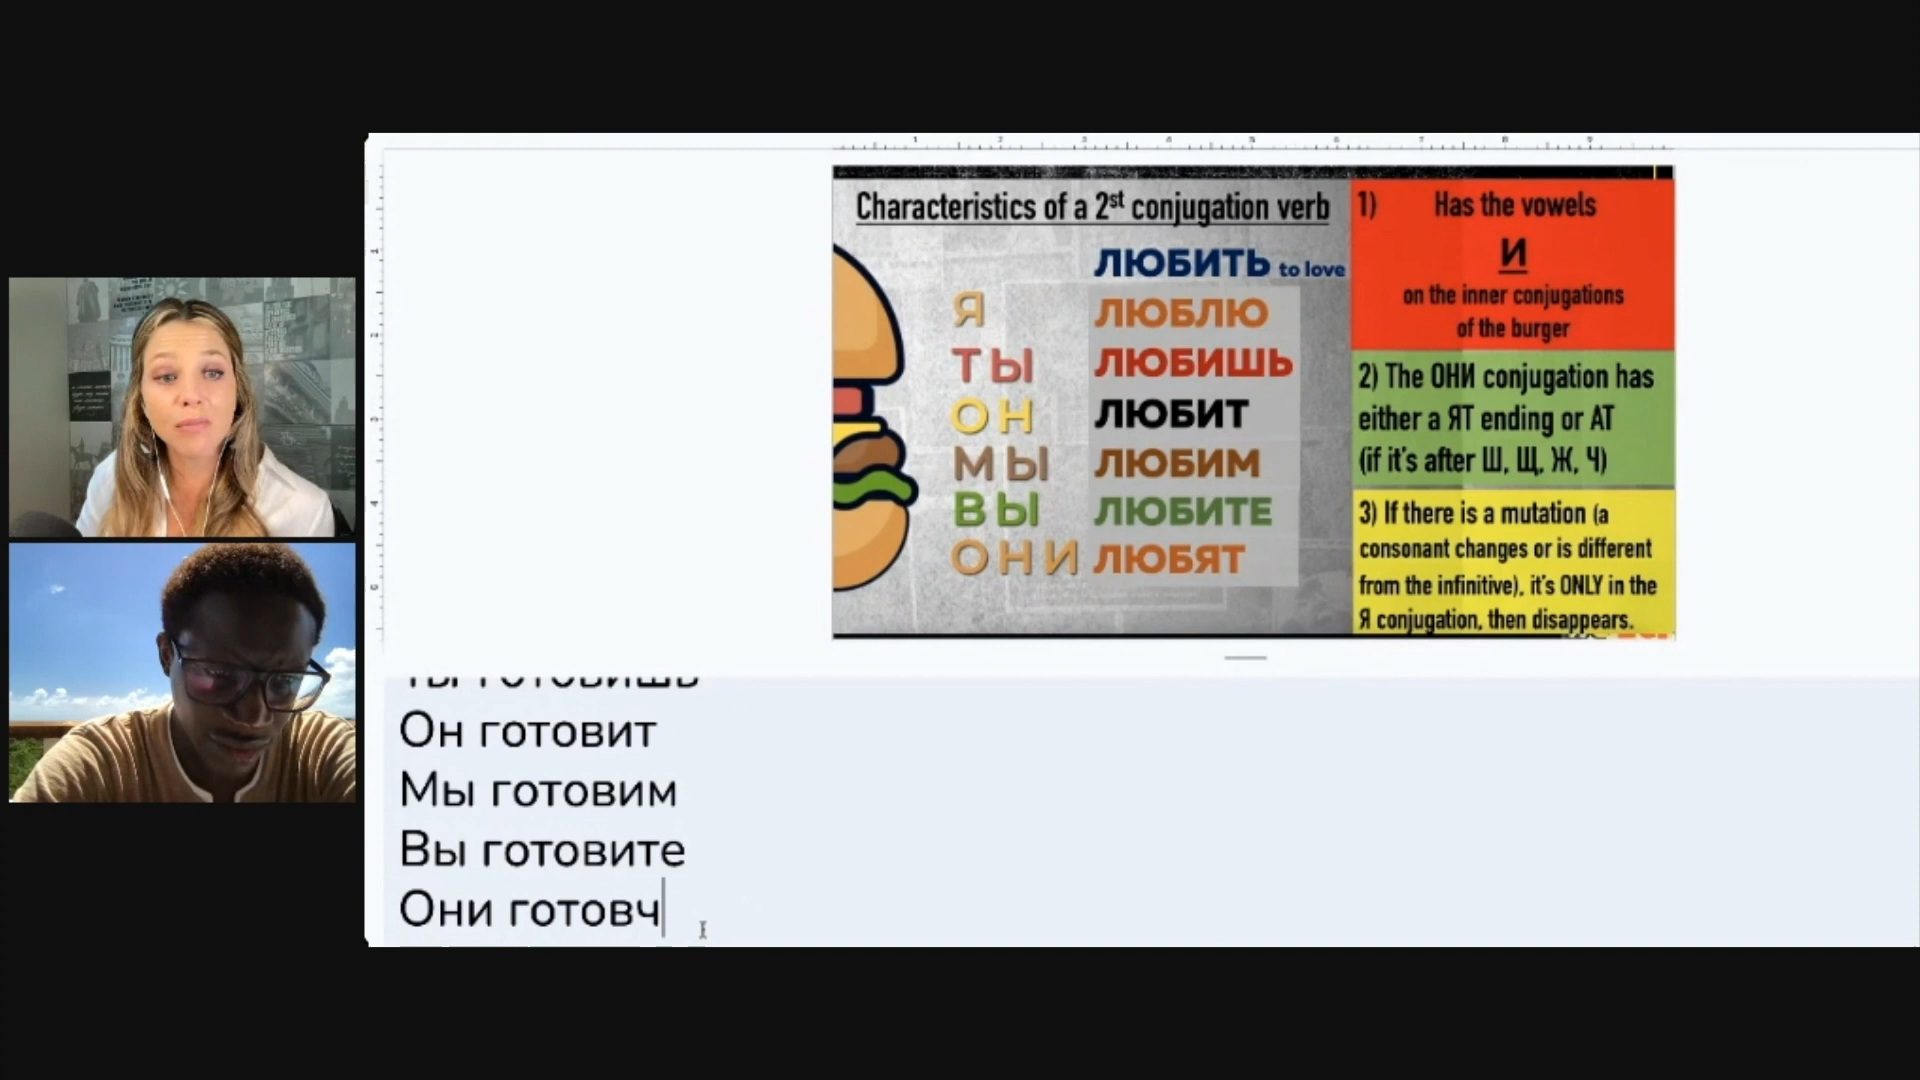 Characteristics of a 2st conjugation verb
ЛЮБИТЬ to love
Я ЛЮБЛЮ
ТЫ ЛЮБИШЬ
ОН ЛЮБИТ
МЫ ЛЮБИМ
ВЫ ЛЮБИТЕ
ОНИ ЛЮБЯТ
1) Has the vowels
И
on the inner conjugations
of the burger
2) The ОНИ conjugation has
either a ЯТ ending or АТ
(if it's after Ш, Щ, Ж, Ч)
3) If there is a mutation (a
consonant changes or is different
from the infinitive), it's ONLY in the
Я conjugation, then disappears.
Ты готовишь
Он готовит
Мы готовим
Вы готовите
Они готовч